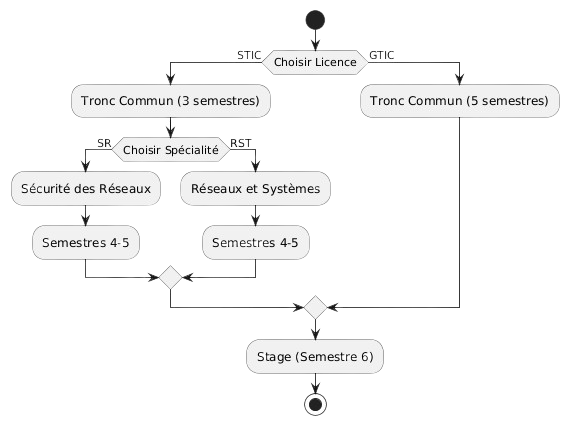 STIC
Choisir Licence
GTIC
Tronc Commun (3 semestres)
Tronc Commun (5 semestres)
SR
Choisir Spécialité
RST
Sécurité des Réseaux
Réseaux et Systèmes
Semestres 4-5
Semestres 4-5
Stage (Semestre 6)